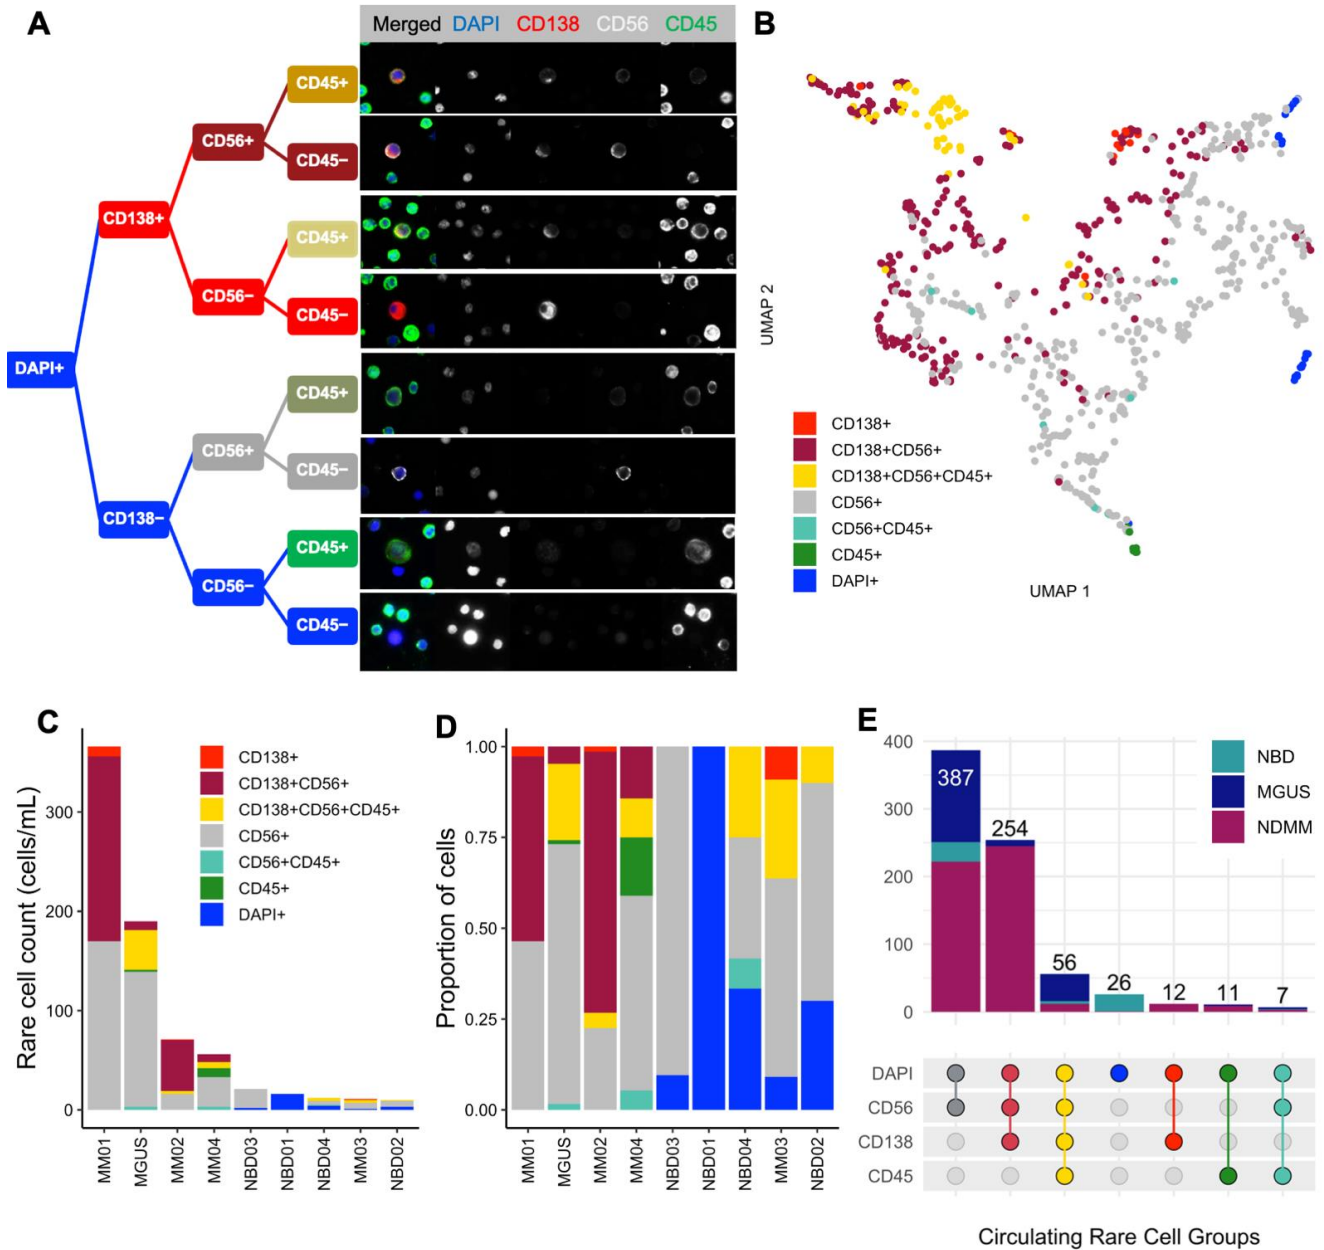 A
Merged DAPI CD138 CD56 CD45
CD45+
CD56+
CD45−
CD138+
CD45+
CD56−
CD45−
DAPI+
CD45+
CD56+
CD45−
CD138−
CD45+
CD56−
CD45−
B
UMAP 2
CD138+
CD138+CD56+
CD138+CD56+CD45+
CD56+
CD56+CD45+
CD45+
DAPI+
UMAP 1
C
Rare cell count (cells/mL)
300
200
100
0
CD138+
CD138+CD56+
CD138+CD56+CD45+
CD56+
CD56+CD45+
CD45+
DAPI+
MM01 MGUS MM02 MM04 NBD03 NBD01 NBD04 MM03 NBD02
D
Proportion of cells
1.00
0.75
0.50
0.25
0.00
MM01 MGUS MM02 MM04 NBD03 NBD01 NBD04 MM03 NBD02
E
400
300
200
100
0
387
254
56
26
12
11
7
NBD
MGUS
NDMM
DAPI
CD56
CD138
CD45
Circulating Rare Cell Groups